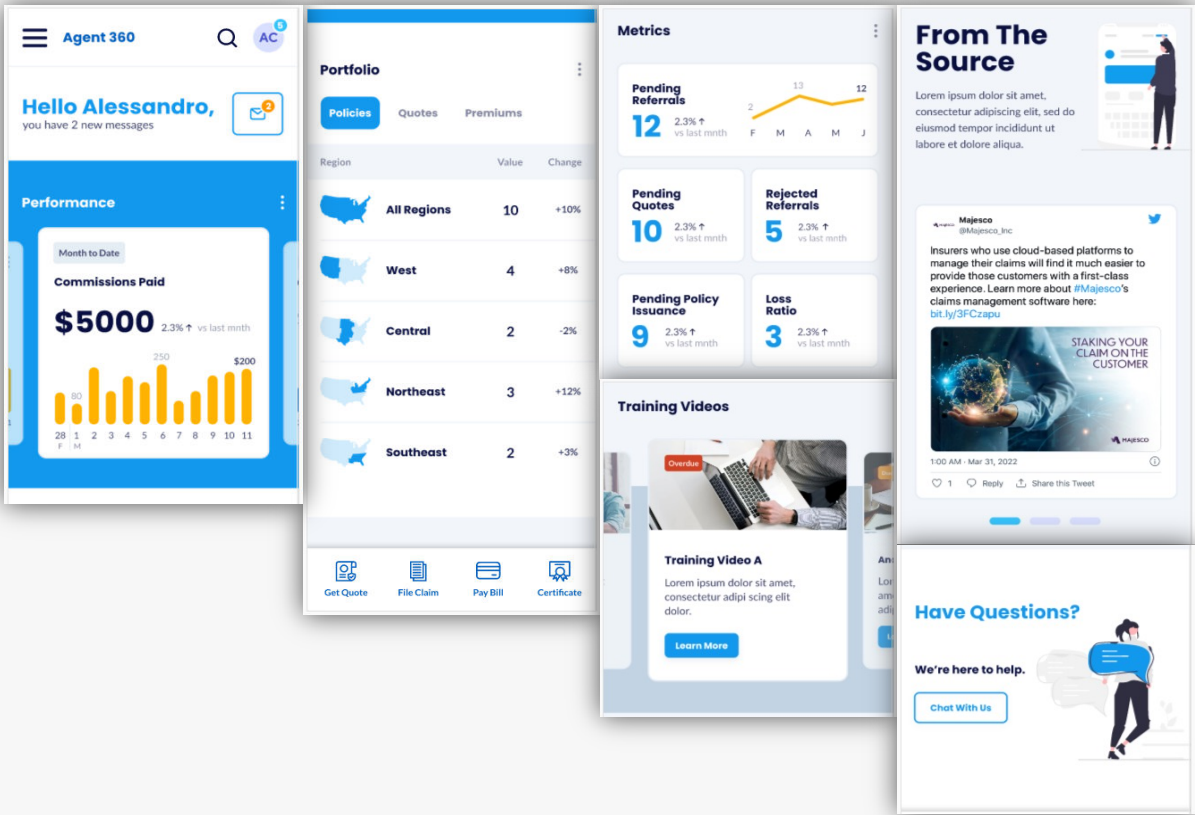 Agent 360
AC
5
Hello Alessandro,
you have 2 new messages
2
Performance
Month to Date
Commissions Paid
$5000 2.3% ↑ vs last mnth
250
$200
80
28 1 2 3 4 5 6 7 8 9 10 11
F M
Portfolio
Policies Quotes Premiums
Region Value Change
All Regions 10 +10%
West 4 +8%
Central 2 -2%
Northeast 3 +12%
Southeast 2 +3%
Get Quote File Claim Pay Bill Certificate
Metrics
Pending
Referrals
12 2.3% ↑
vs last mnth
2 13 12
F M A M J
Pending
Quotes
10 2.3% ↑
vs last mnth
Rejected
Referrals
5 2.3% ↑
vs last mnth
Pending Policy
Issuance
9 2.3% ↑
vs last mnth
Loss
Ratio
3 2.3% ↑
vs last mnth
Training Videos
Overdue
Training Video A
Lorem ipsum dolor sit amet,
consectetur adipi scing elit
dolor.
Learn More
From The
Source
Lorem ipsum dolor sit amet,
consectetur adipiscing elit, sed do
eiusmod tempor incididunt ut
labore et dolore aliqua.
Majesco
@Majesco_Inc
Insurers who use cloud-based platforms to
manage their claims will find it much easier to
provide those customers with a first-class
experience. Learn more about #Majesco's
claims management software here:
bit.ly/3FCzapu
STAKING YOUR
CLAIM ON THE
CUSTOMER
MAJESCO
1:00 AM · Mar 31, 2022
1 Reply Share this Tweet
Have Questions?
We're here to help.
Chat With Us